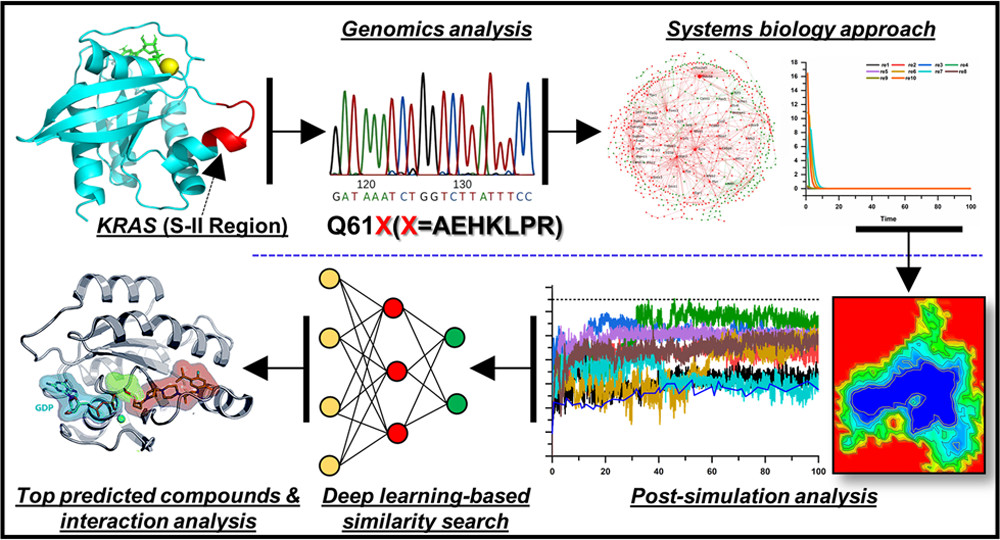 Genomics analysis
Systems biology approach
KRAS (S-II Region)
120 130
GATAAATCTGGTCTTATTTCC
Q61X(X=AEHKLPR)
re1 re2 re3 re4
re5 re6 re7 re8
re9 re10
18
16
14
12
10
8
6
4
2
0
0 20 40 60 80 100
Time
GDP
0 20 40 60 80 100
Top predicted compounds &
interaction analysis
Deep learning-based
similarity search
Post-simulation analysis